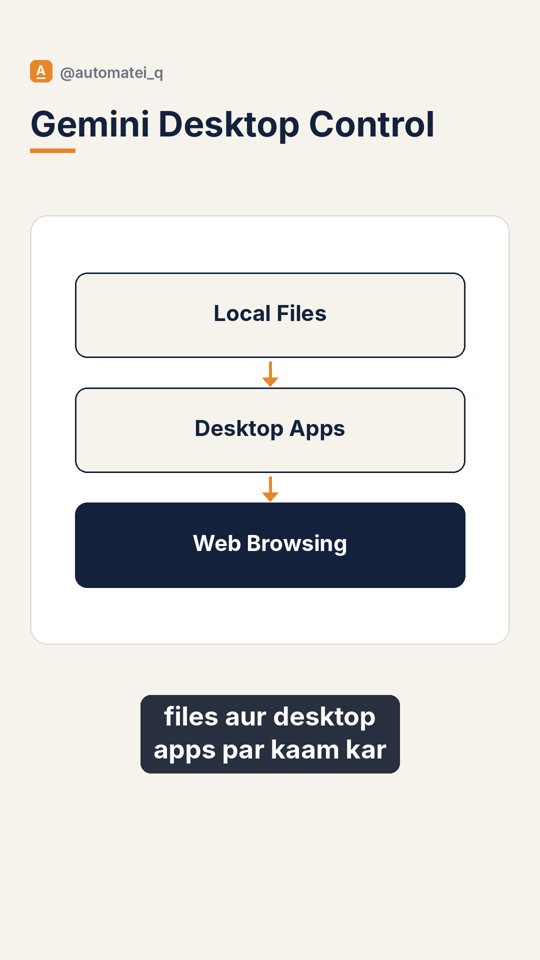 A
@automatei_q
Gemini Desktop Control
Local Files
Desktop Apps
Web Browsing
files aur desktop
apps par kaam kar